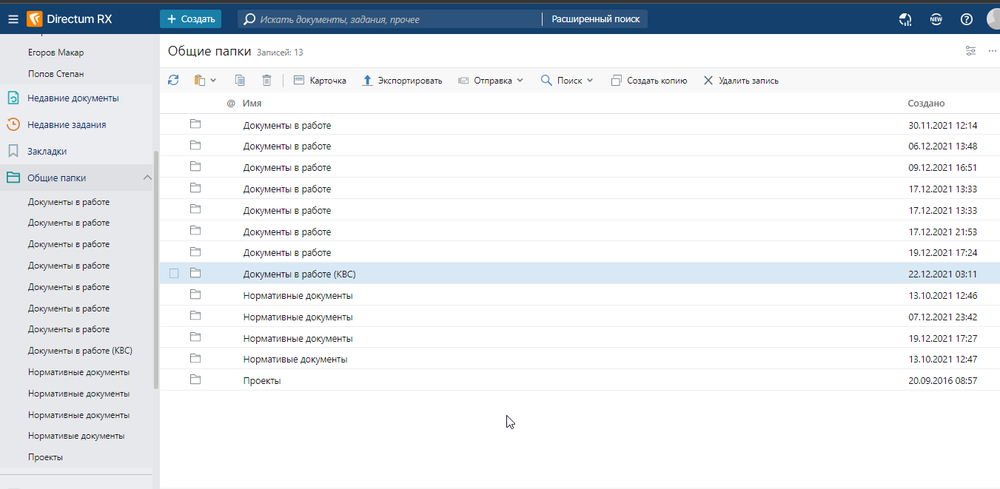 Directum RX
Создать
Искать документы, задания, прочее
Расширенный поиск
NEW
Егоров Макар
Попов Степан
Недавние документы
Недавние задания
Закладки
Общие папки
Документы в работе
Документы в работе
Документы в работе
Документы в работе
Документы в работе
Документы в работе
Документы в работе
Документы в работе (КВС)
Нормативные документы
Нормативные документы
Нормативные документы
Нормативые документы
Проекты
Общие папки Записей: 13
Карточка Экспортировать Отправка Поиск Создать копию Удалить запись
@ Имя Создано
Документы в работе 30.11.2021 12:14
Документы в работе 06.12.2021 13:48
Документы в работе 09.12.2021 16:51
Документы в работе 17.12.2021 13:33
Документы в работе 17.12.2021 13:33
Документы в работе 17.12.2021 21:53
Документы в работе 19.12.2021 17:24
Документы в работе (КВС) 22.12.2021 03:11
Нормативные документы 13.10.2021 12:46
Нормативные документы 07.12.2021 23:42
Нормативные документы 19.12.2021 17:27
Нормативые документы 13.10.2021 12:47
Проекты 20.09.2016 08:57